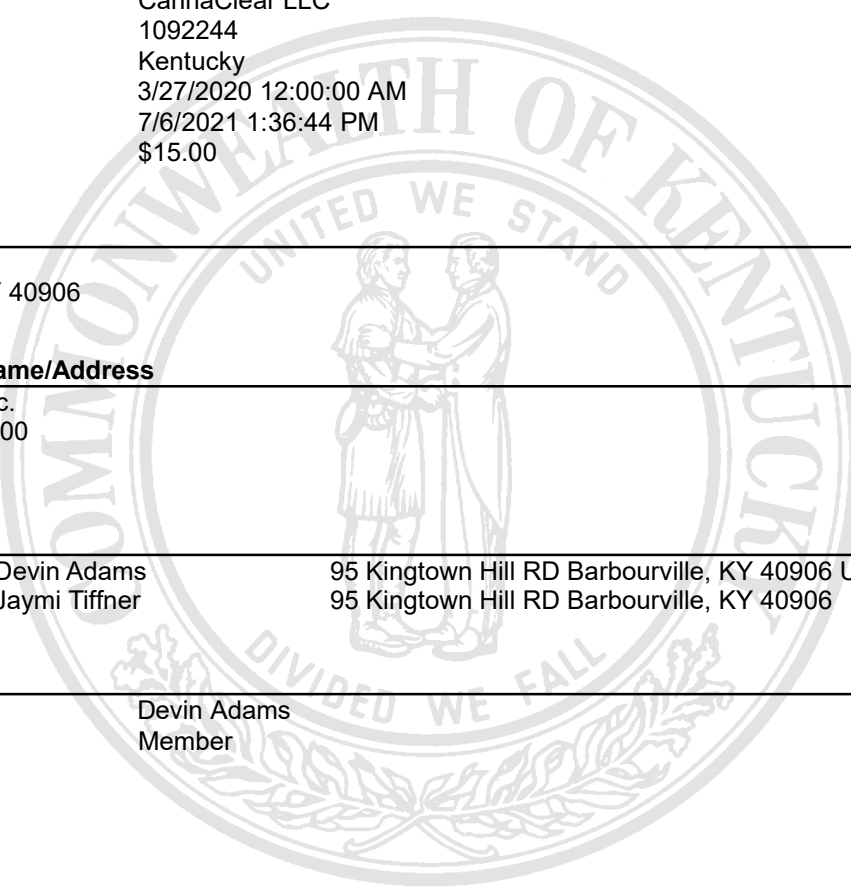 CannaClear LLC
1092244
Kentucky
3/27/2020 12:00:00 AM
7/6/2021 1:36:44 PM
$15.00
40906
ame/Address
c.
00
Devin Adams 95 Kingtown Hill RD Barbourville, KY 40906 U
Jaymi Tiffner 95 Kingtown Hill RD Barbourville, KY 40906
Devin Adams
Member
COMMONWEALTH OF KENTUCKY
UNITED WE STAND
DIVIDED WE FALL